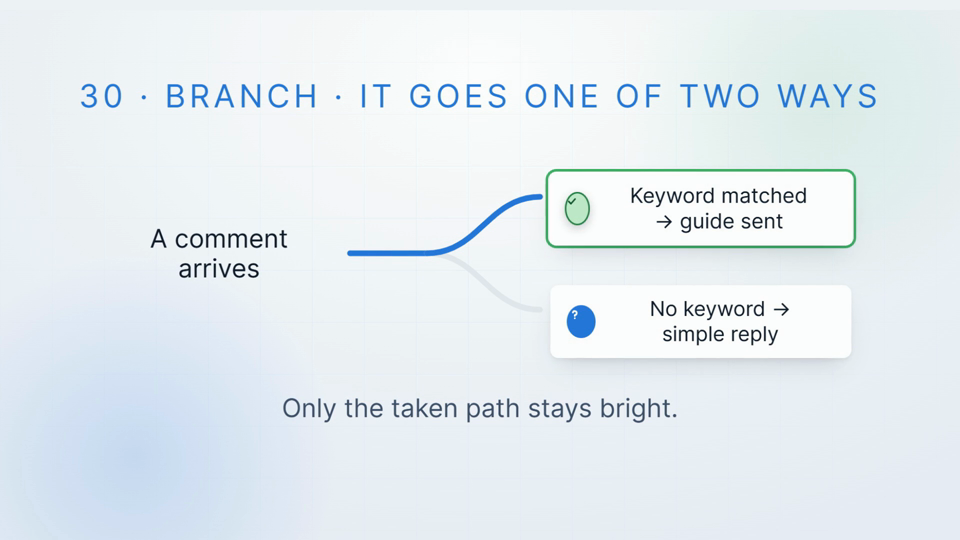 30 · BRANCH · IT GOES ONE OF TWO WAYS
A comment
arrives
✓
Keyword matched
→ guide sent
?
No keyword →
simple reply
Only the taken path stays bright.